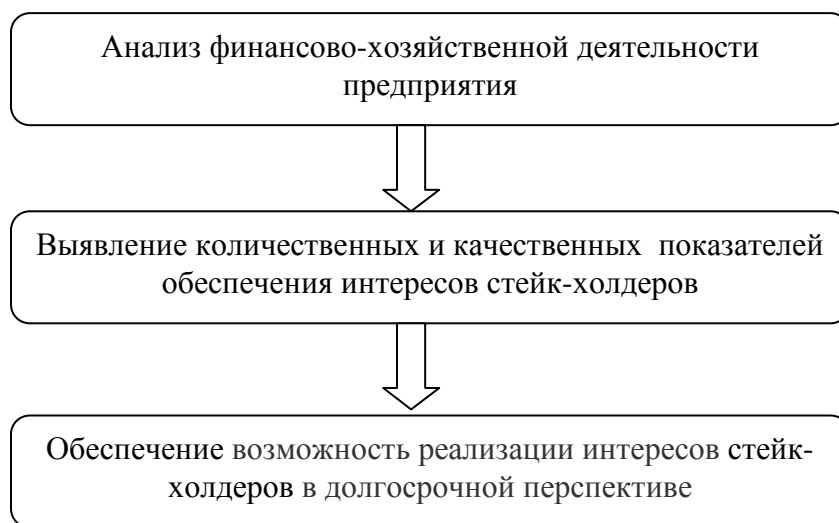 Анализ финансово-хозяйственной деятельности
предприятия
Выявление количественных и качественных  показателей
обеспечения интересов стейк-холдеров
Обеспечение возможность реализации интересов стейк-
холдеров в долгосрочной перспективе